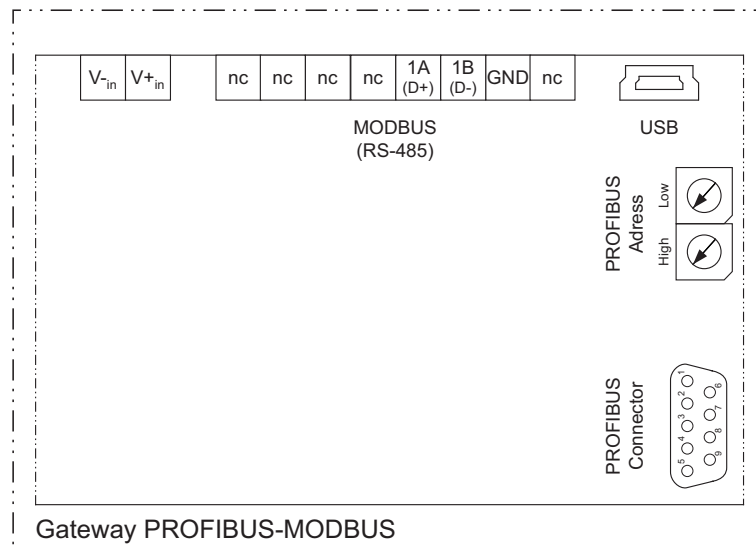 V-in V+in nc nc nc nc 1A 1B GND nc
(D+) (D-)
MODBUS
(RS-485)
USB
PROFIBUS
Adress
Low
High
PROFIBUS
Connector
1
2
3
4
5
6
7
8
9
Gateway PROFIBUS-MODBUS